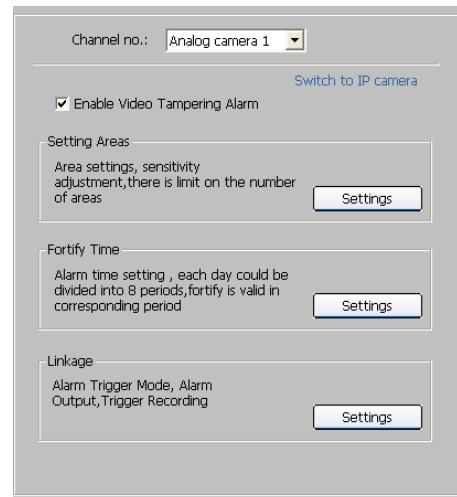 Channel no.: Analog camera 1
Switch to IP camera
Enable Video Tampering Alarm
Setting Areas
Area settings, sensitivity
adjustment,there is limit on the number
of areas
Settings
Fortify Time
Alarm time setting , each day could be
divided into 8 periods,fortify is valid in
corresponding period
Settings
Linkage
Alarm Trigger Mode, Alarm
Output,Trigger Recording
Settings